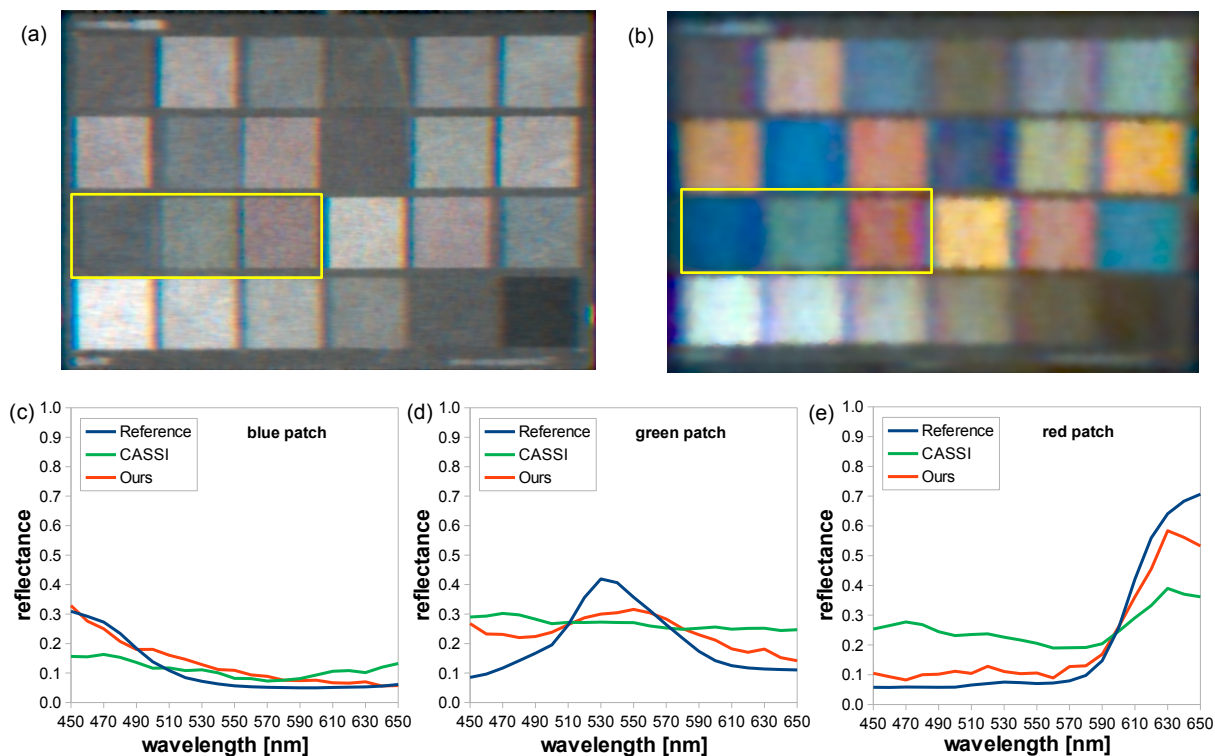 (a)
(b)
(c)
1.0
0.9
0.8
0.7
0.6
0.5
0.4
0.3
0.2
0.1
0.0
reflectance
Reference
CASSI
Ours
blue patch
450 470 490 510 530 550 570 590 610 630 650
wavelength [nm]
(d)
1.0
0.9
0.8
0.7
0.6
0.5
0.4
0.3
0.2
0.1
0.0
reflectance
Reference
CASSI
Ours
green patch
450 470 490 510 530 550 570 590 610 630 650
wavelength [nm]
(e)
1.0
0.9
0.8
0.7
0.6
0.5
0.4
0.3
0.2
0.1
0.0
reflectance
Reference
CASSI
Ours
red patch
450 470 490 510 530 550 570 590 610 630 650
wavelength [nm]